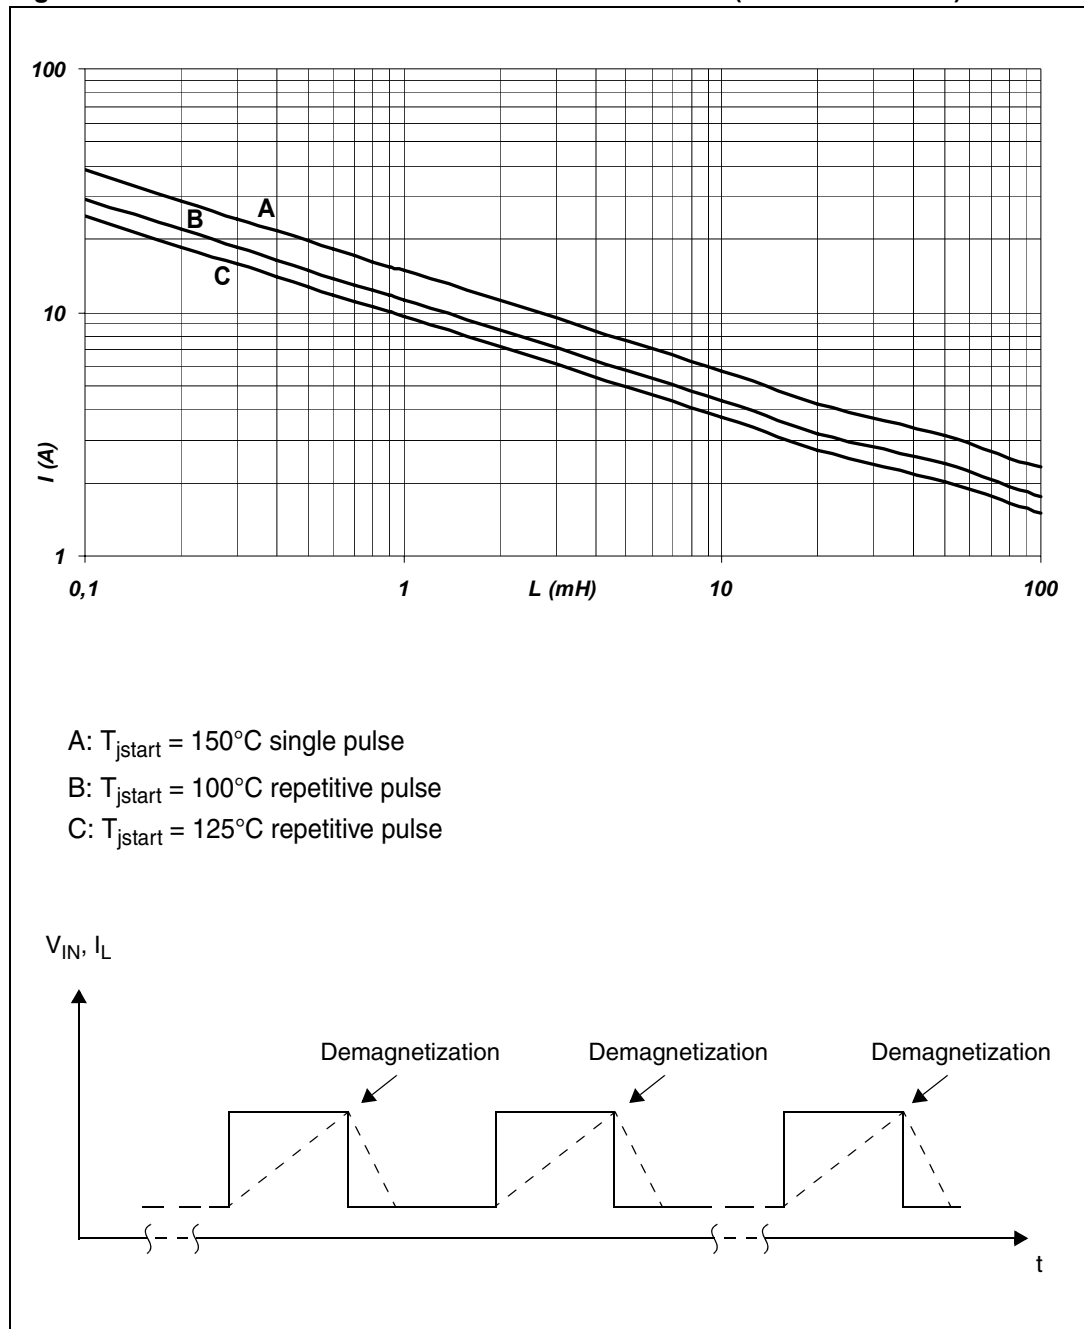 100
A
B
C
10
I (A)
1
0,1 1 L (mH) 10 100
A: Tjstart = 150°C single pulse
B: Tjstart = 100°C repetitive pulse
C: Tjstart = 125°C repetitive pulse
VIN, IL
Demagnetization Demagnetization Demagnetization
t